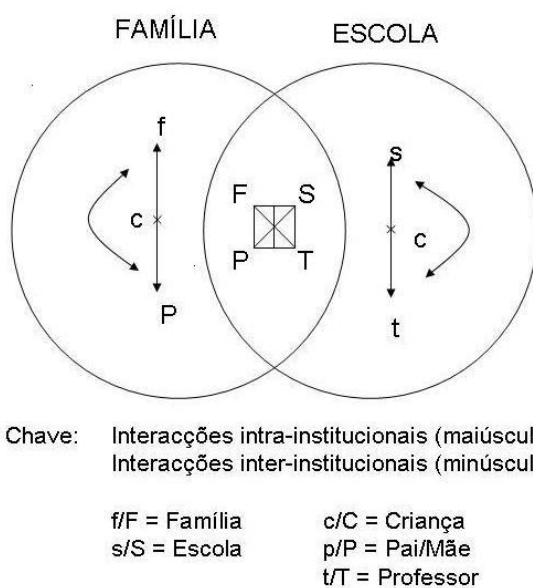 FAMÍLIA ESCOLA
f s
c c
F S
P T
P t
Chave: Interacções intra-institucionais (maiúscul
Interacções inter-institucionais (minúscul
f/F = Família c/C = Criança
s/S = Escola p/P = Pai/Mãe
t/T = Professor